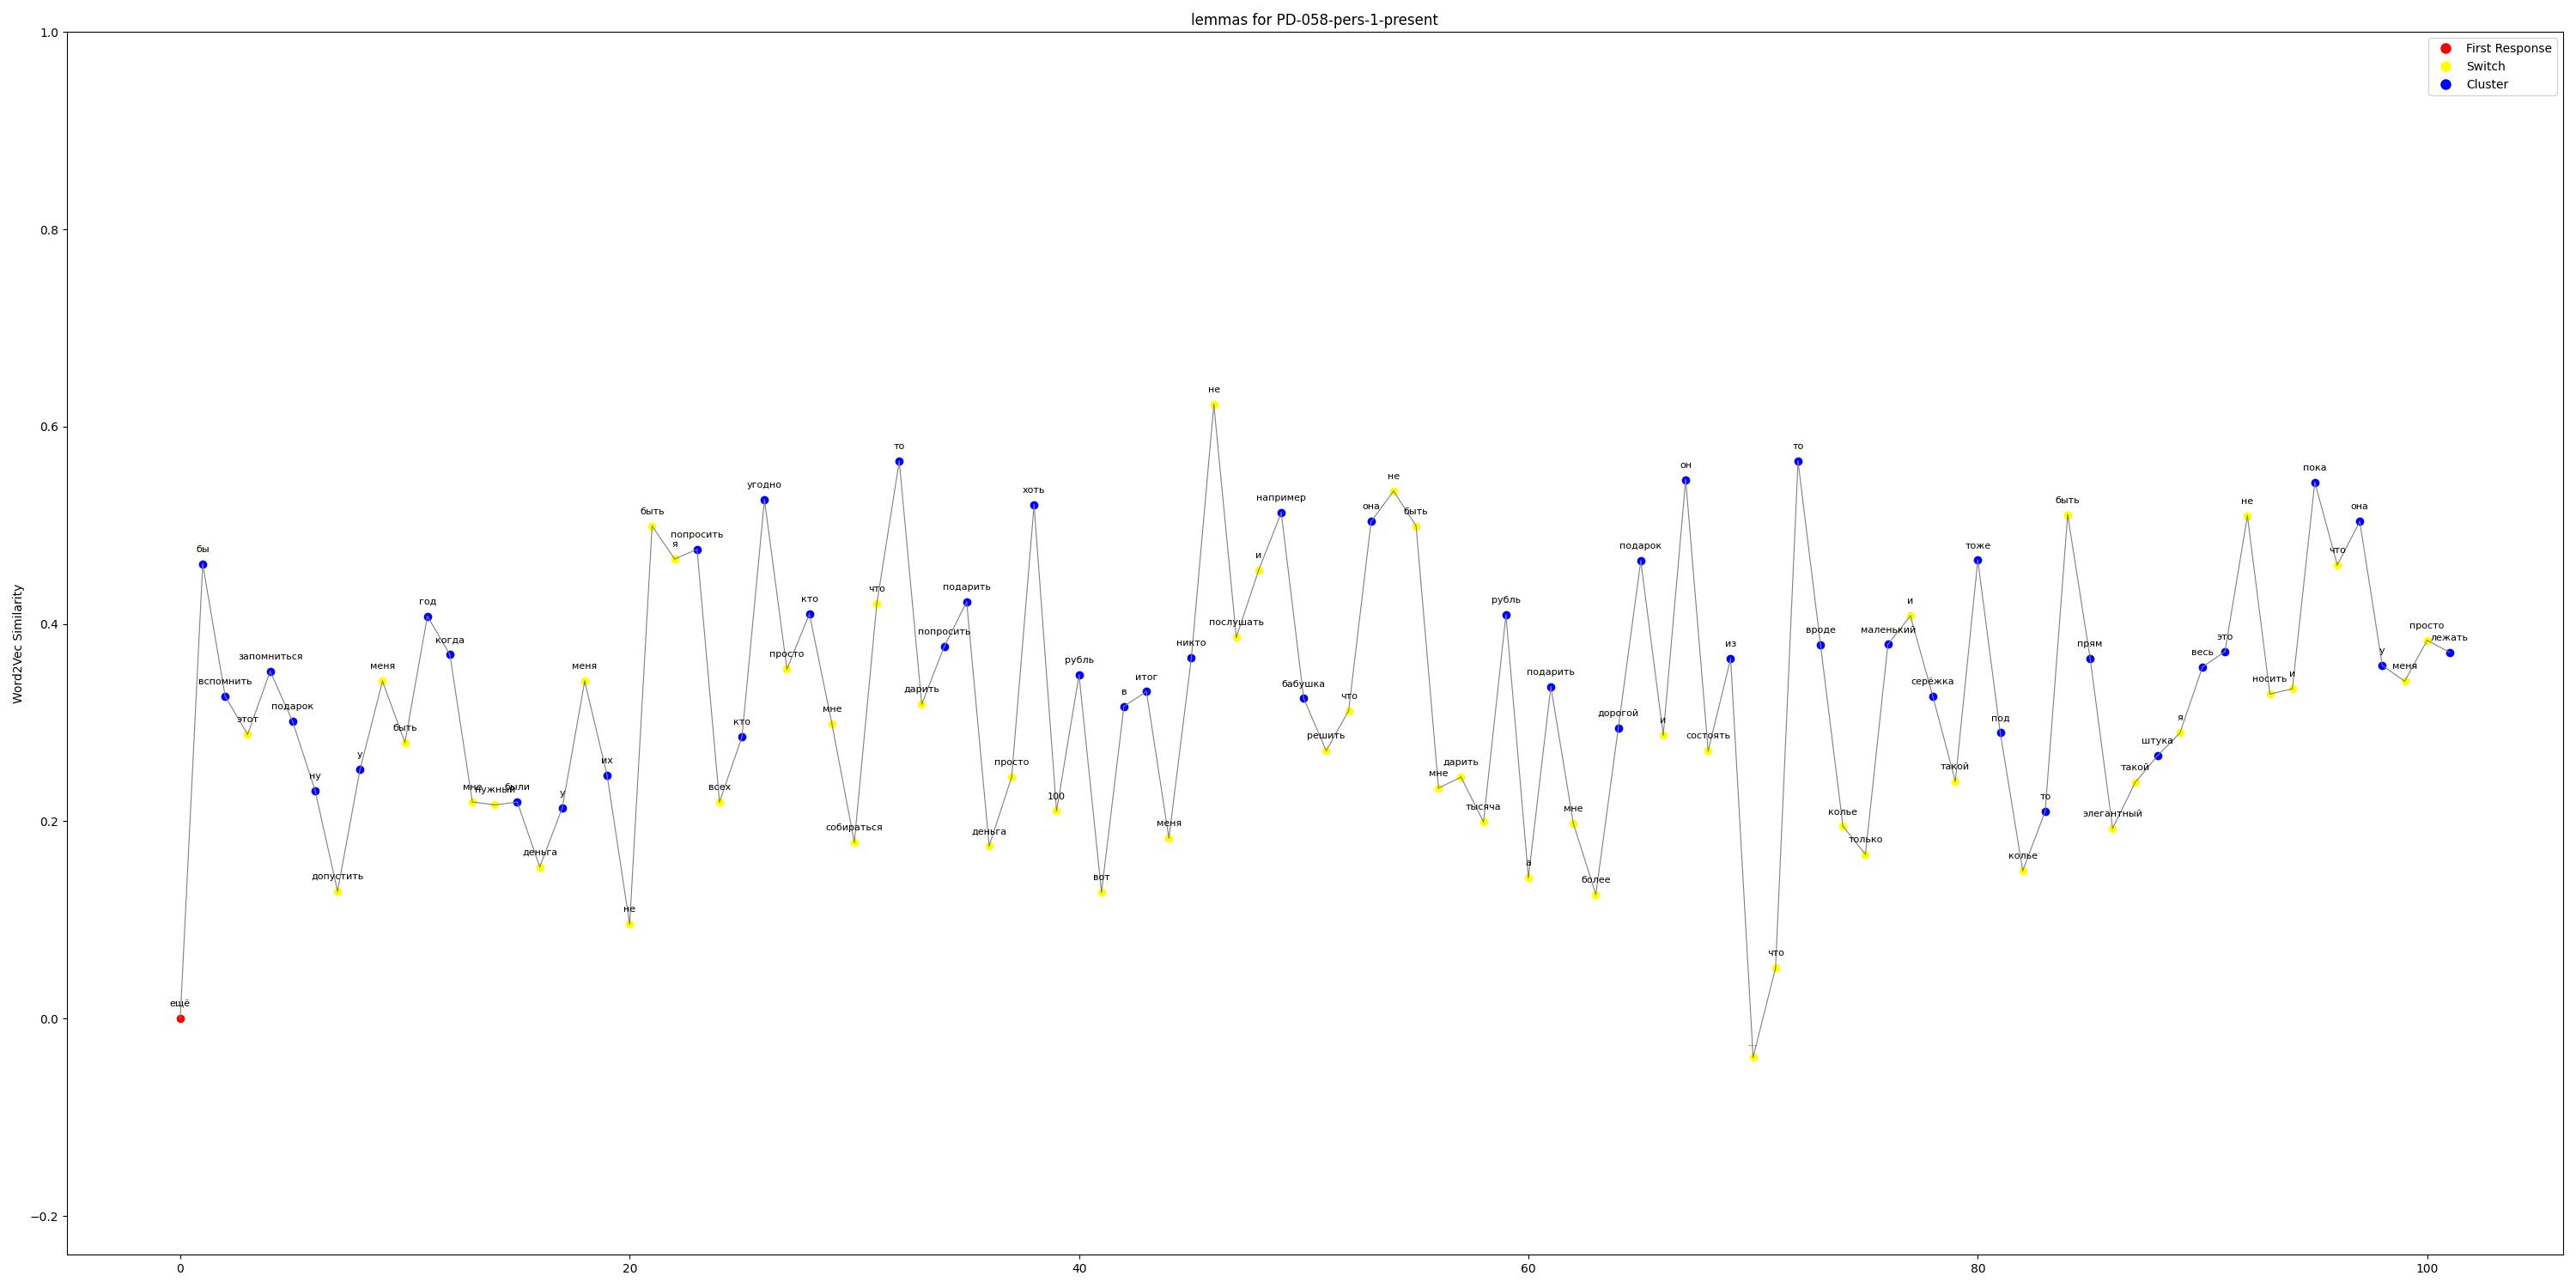 lemmas for PD-058-pers-1-present
First Response
Switch
Cluster
Word2Vec Similarity
1.0
0.8
0.6
0.4
0.2
0.0
−0.2
0
20
40
60
80
100
ещё
бы
вспомнить
этот
запомниться
подарок
ну
допустить
у
меня
быть
год
когда
мне
нужный
были
деньга
у
меня
их
не
быть
я
попросить
всех
кто
угодно
просто
кто
мне
собираться
что
то
дарить
попросить
подарить
деньга
просто
хоть
100
рубль
вот
в
итог
меня
никто
не
послушать
и
например
бабушка
решить
что
она
не
быть
мне
дарить
тысяча
рубль
а
подарить
мне
более
дорогой
подарок
и
он
состоять
из
...
что
то
вроде
колье
только
маленький
и
сережка
такой
тоже
под
колье
то
быть
прям
элегантный
такой
штука
я
весь
это
не
носить
и
пока
что
она
у
меня
просто
лежать